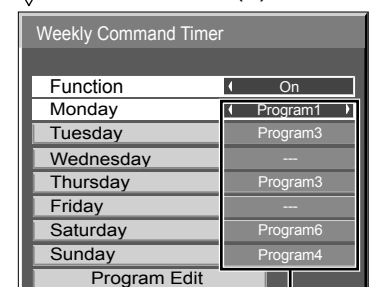 Weekly Command Timer
Function On
Monday Program1
Tuesday Program3
Wednesday ---
Thursday Program3
Friday ---
Saturday Program6
Sunday Program4
Program Edit